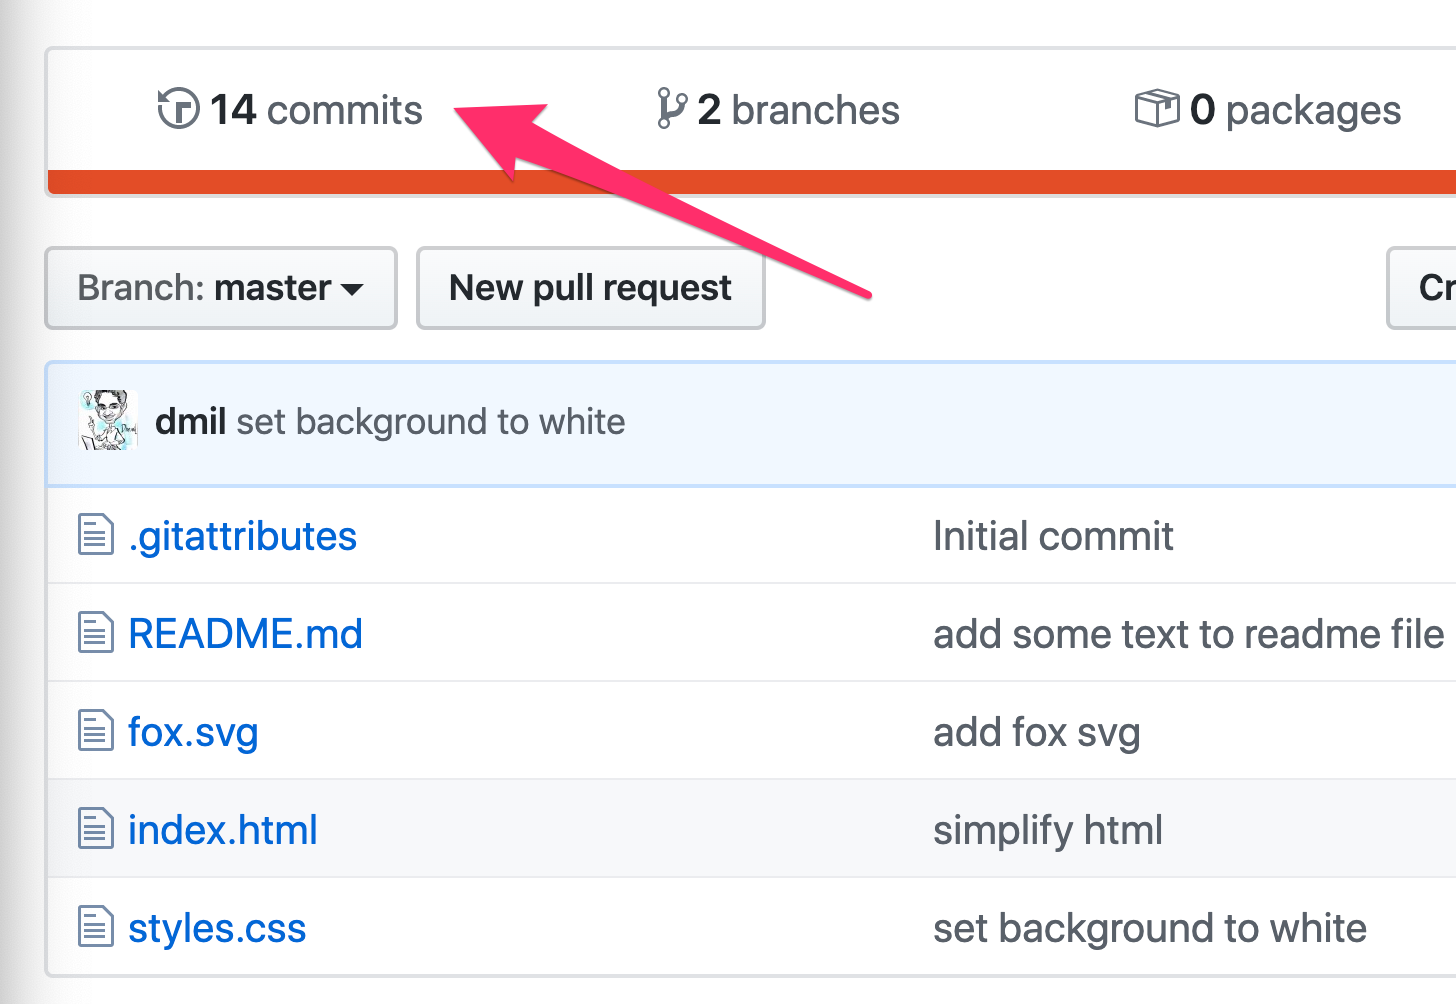 14 commits 2 branches 0 packages
Branch: master New pull request Cr
dmil set background to white
.gitattributes Initial commit
README.md add some text to readme file
fox.svg add fox svg
index.html simplify html
styles.css set background to white